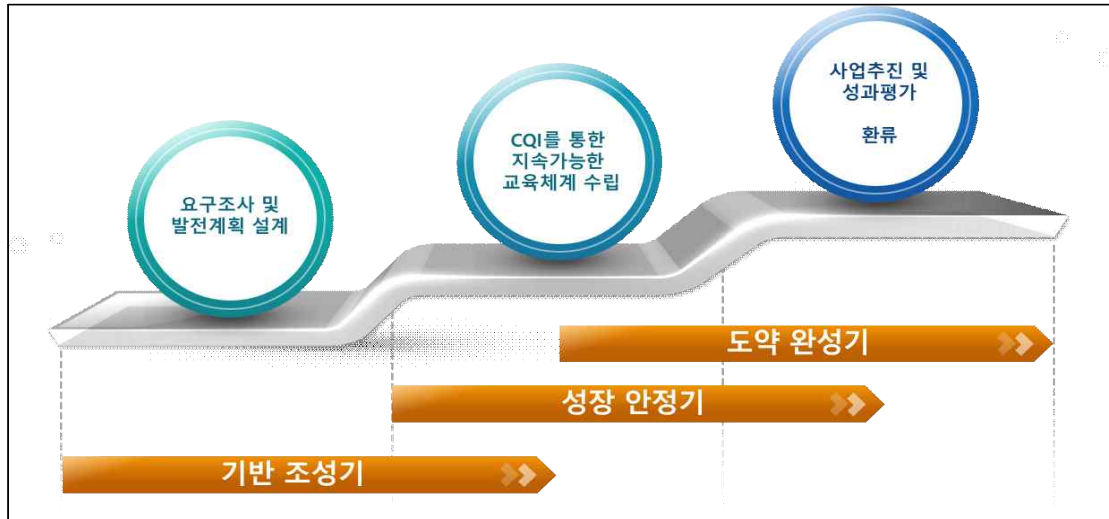 요구조사 및
발전계획 설계
CQI를 통한
지속가능한
교육체계 수립
사업추진 및
성과평가
환류
도약 완성기
성장 안정기
기반 조성기